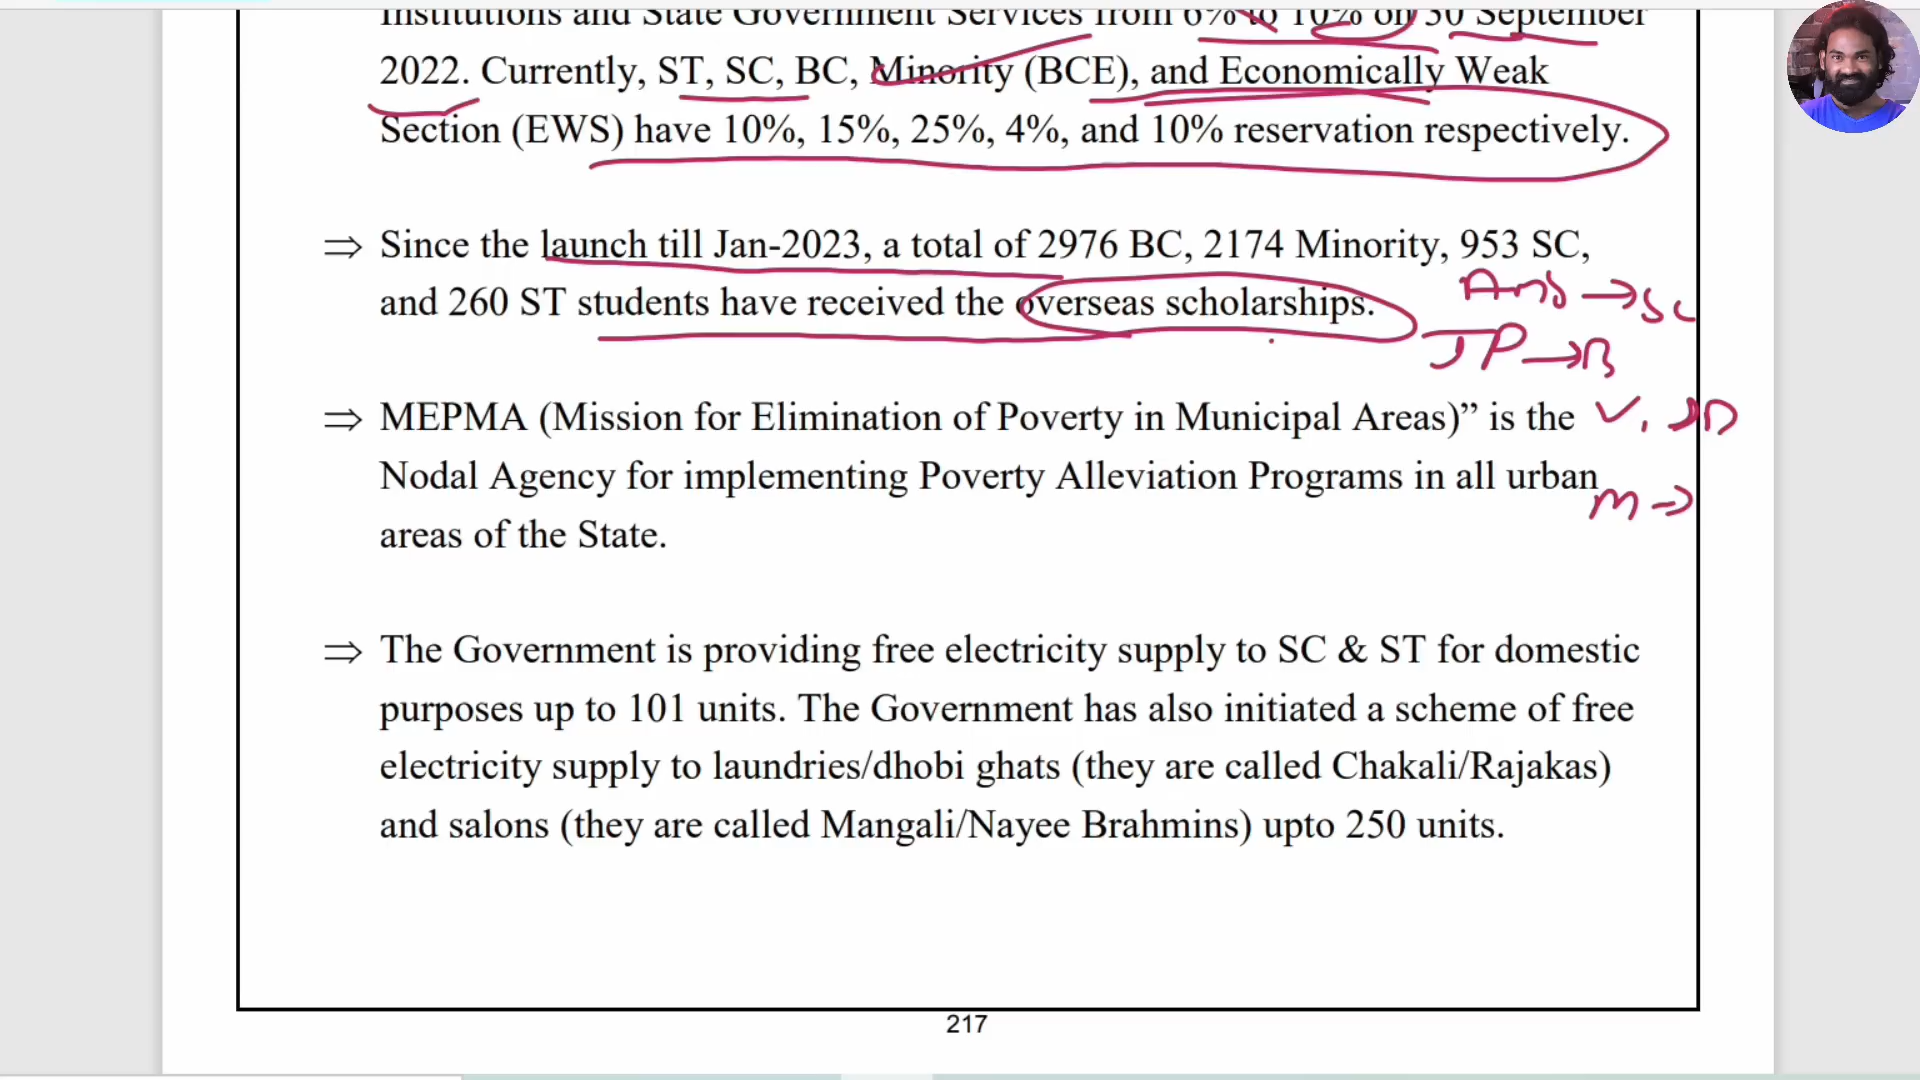 Institutions and State Government Services from 6% to 10% on 30 September
2022. Currently, ST, SC, BC, Minority (BCE), and Economically Weak
Section (EWS) have 10%, 15%, 25%, 4%, and 10% reservation respectively.
⇒ Since the launch till Jan-2023, a total of 2976 BC, 2174 Minority, 953 SC,
and 260 ST students have received the overseas scholarships.
Amb → SC
JP → B
⇒ MEPMA (Mission for Elimination of Poverty in Municipal Areas)” is the
Nodal Agency for implementing Poverty Alleviation Programs in all urban
M →
areas of the State.
⇒ The Government is providing free electricity supply to SC & ST for domestic
purposes up to 101 units. The Government has also initiated a scheme of free
electricity supply to laundries/dhobi ghats (they are called Chakali/Rajakas)
and salons (they are called Mangali/Nayee Brahmins) upto 250 units.
217